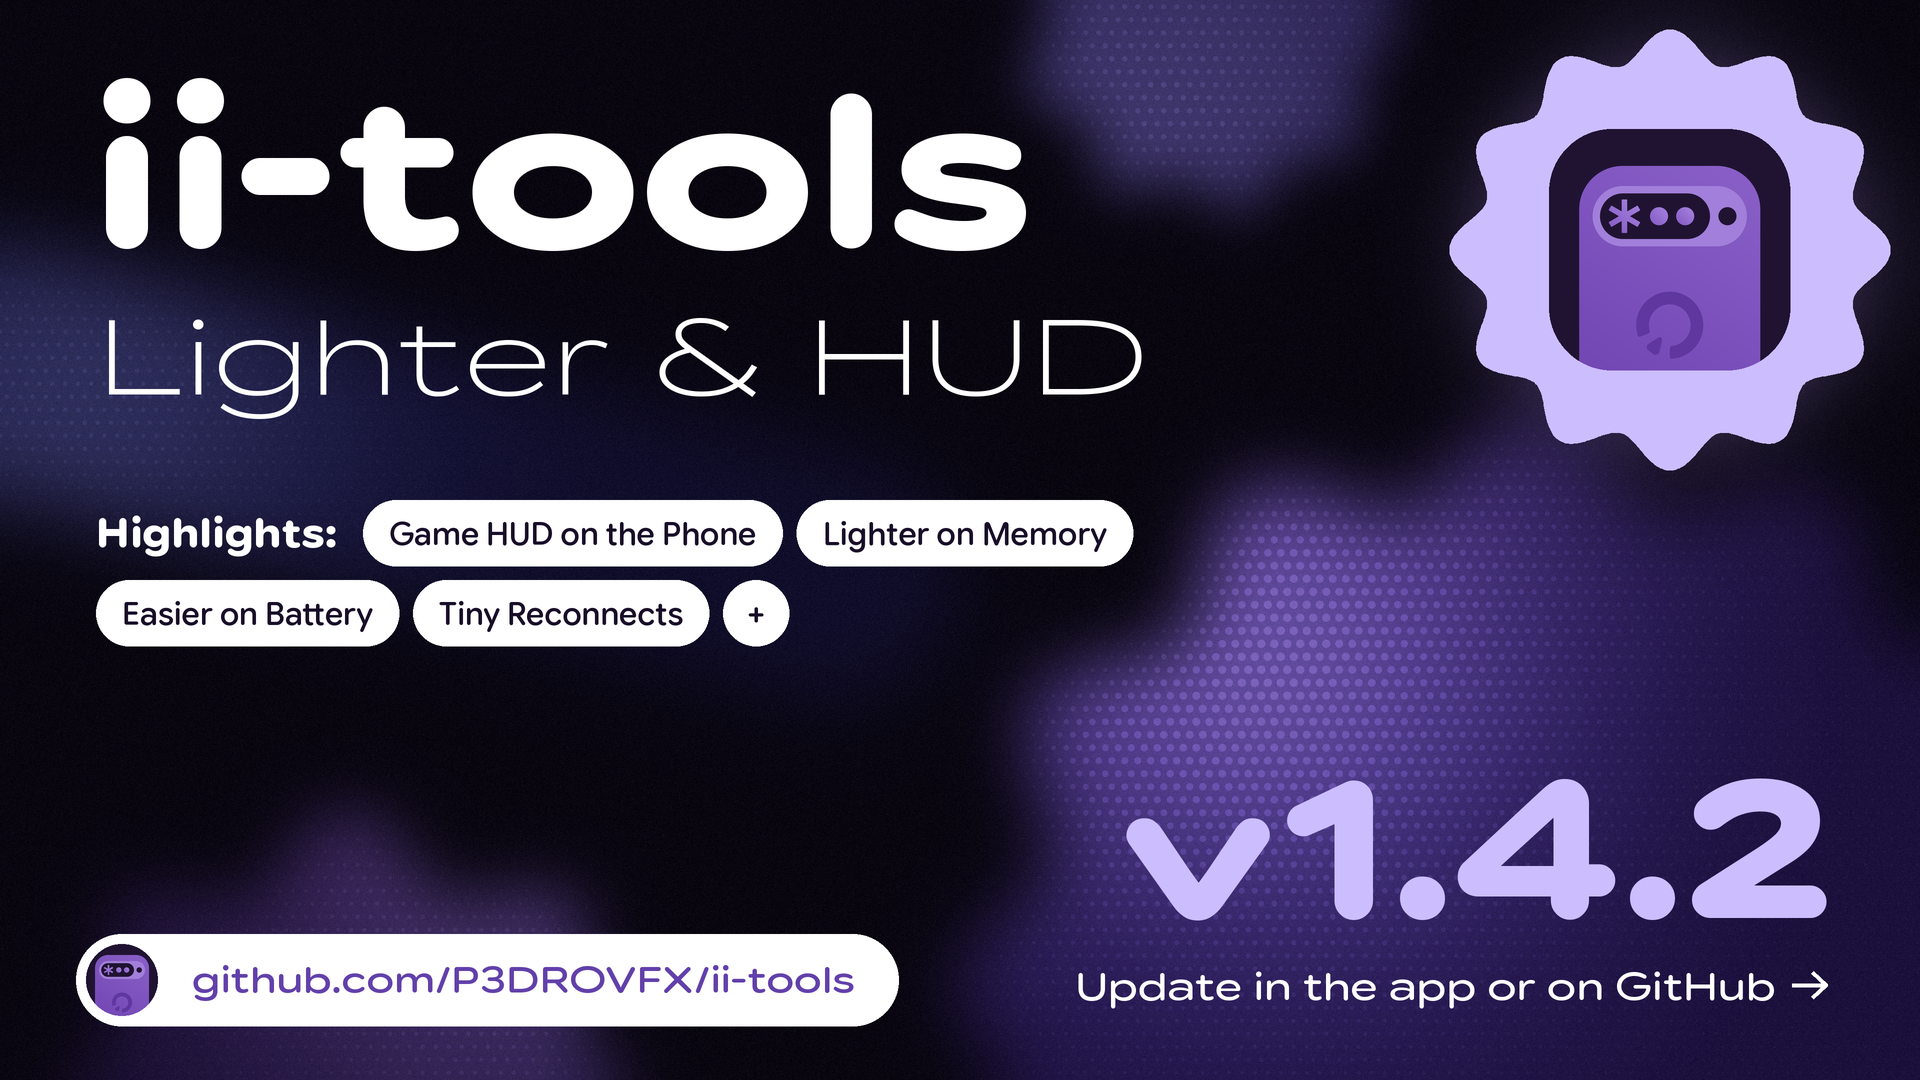 ii-tools
Lighter & HUD
Highlights: Game HUD on the Phone Lighter on Memory
Easier on Battery Tiny Reconnects +
v1.4.2
github.com/P3DROVFX/ii-tools
Update in the app or on GitHub →